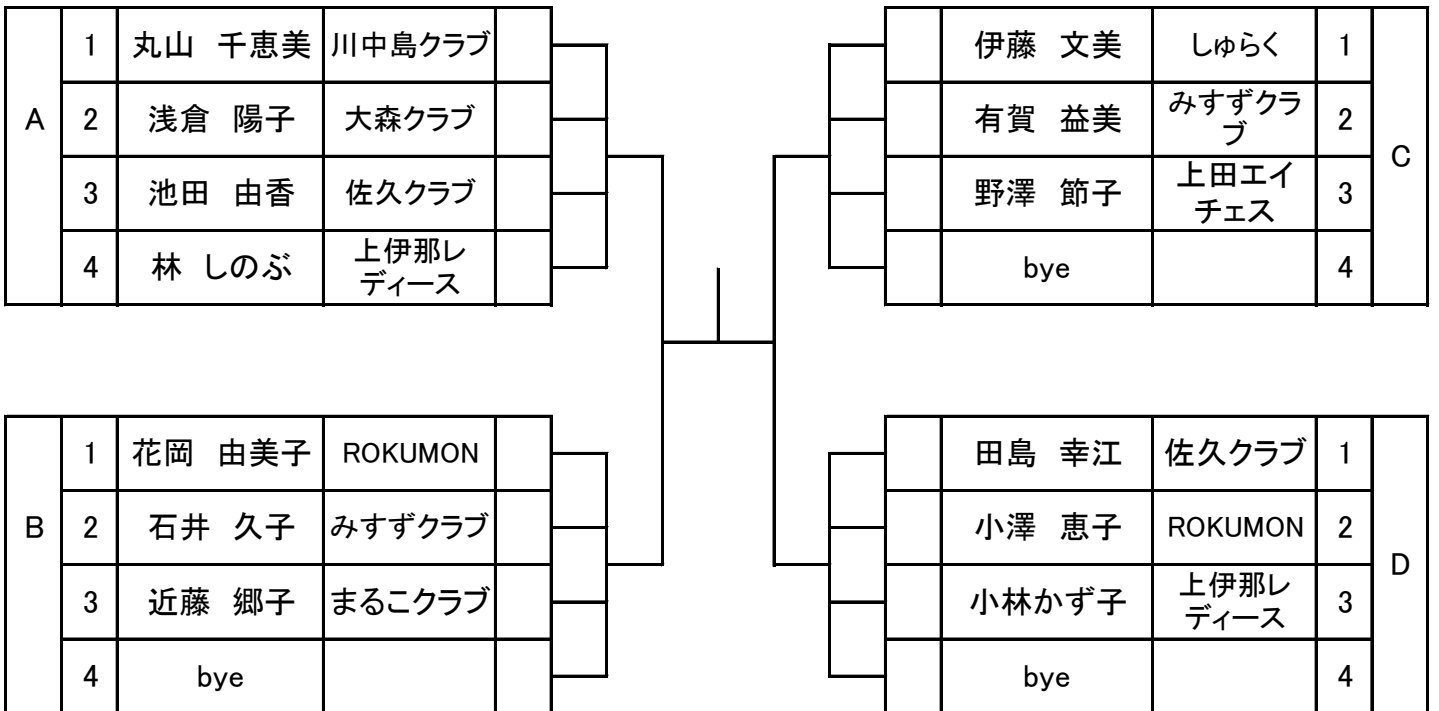 A
1 丸山 千恵美 川中島クラブ
2 浅倉 陽子 大森クラブ
3 池田 由香 佐久クラブ
4 林 しのぶ 上伊那レ
ディース
B
1 花岡 由美子 ROKUMON
2 石井 久子 みすずクラブ
3 近藤 郷子 まるこクラブ
4 bye
伊藤 文美 しゅらく 1
有賀 益美 みすずクラ
ブ 2
野澤 節子 上田エイ
チェス 3
bye 4
C
田島 幸江 佐久クラブ 1
小澤 恵子 ROKUMON 2
小林かず子 上伊那レ
ディース 3
bye 4
D